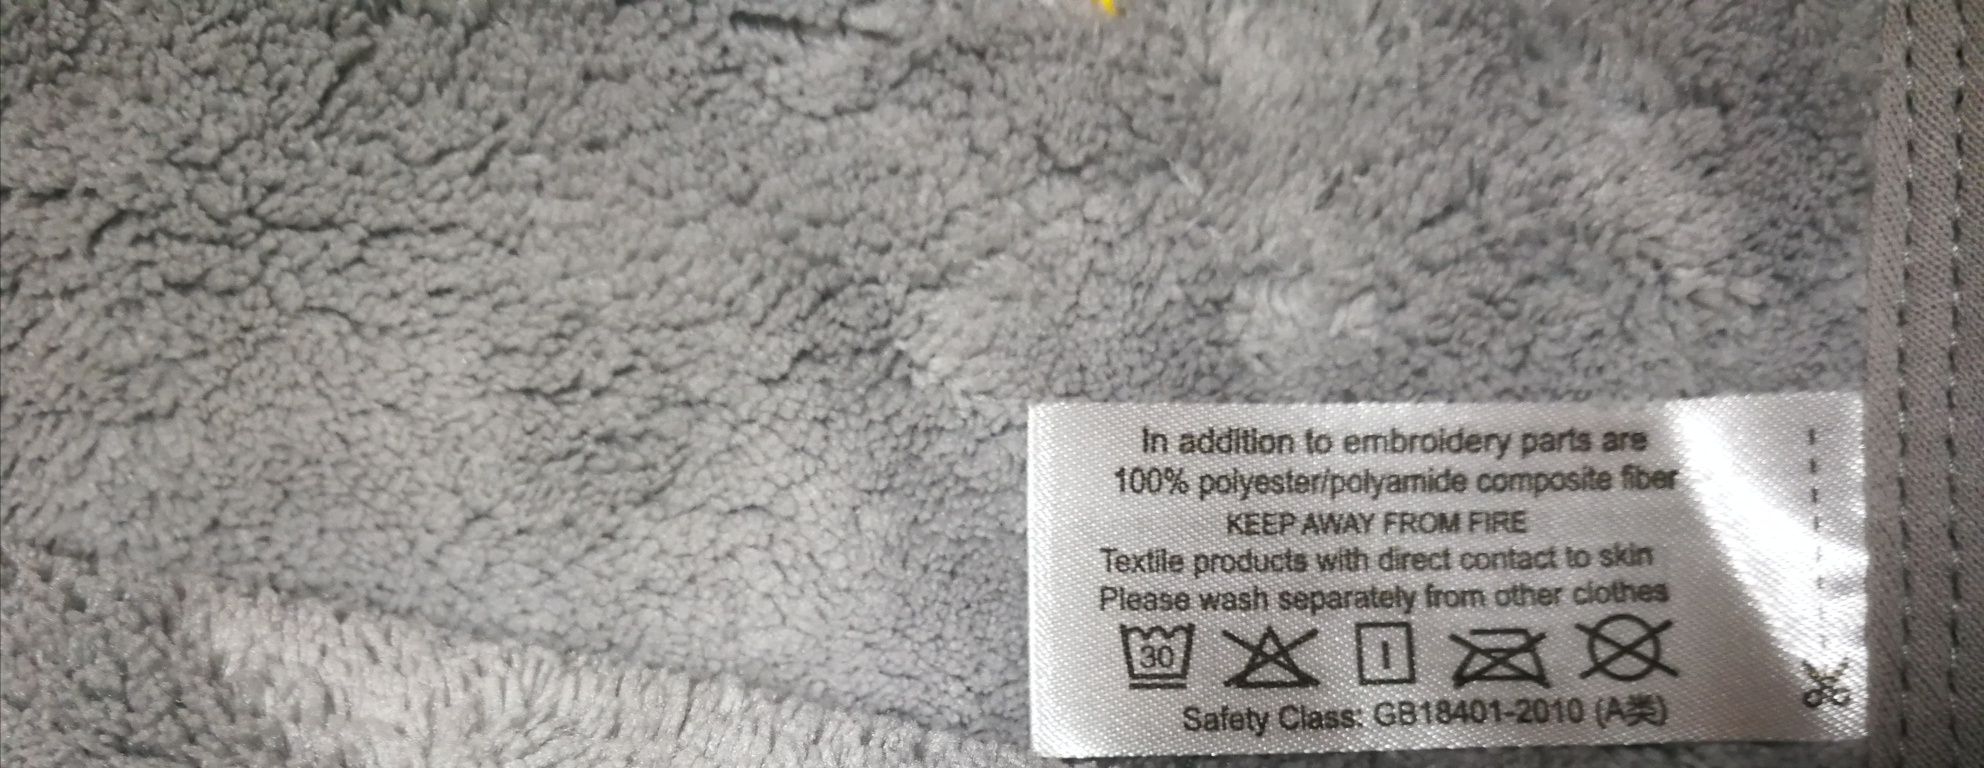 In addition to embroidery parts are
100% polyester/polyamide composite fiber
KEEP AWAY FROM FIRE
Textile products with direct contact to skin
Please wash separately from other clothes
30
Safety Class: GB18401-2010 (A类)